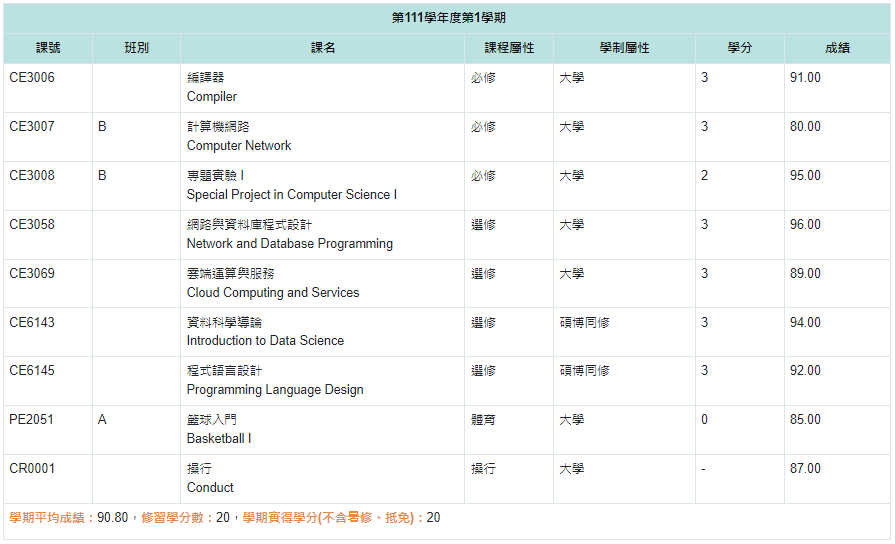 第111學年度第1學期
課號 班別 課名 課程屬性 學制屬性 學分 成績
CE3006 編譯器 必修 大學 3 91.00
Compiler
CE3007 B 計算機網路 必修 大學 3 80.00
Computer Network
CE3008 B 專題實驗 I 必修 大學 2 95.00
Special Project in Computer Science I
CE3058 網路與資料庫程式設計 選修 大學 3 96.00
Network and Database Programming
CE3069 雲端運算與服務 選修 大學 3 89.00
Cloud Computing and Services
CE6143 資料科學導論 選修 碩博同修 3 94.00
Introduction to Data Science
CE6145 程式語言設計 選修 碩博同修 3 92.00
Programming Language Design
PE2051 A 籃球入門 體育 大學 0 85.00
Basketball I
CR0001 操行 操行 大學 - 87.00
Conduct
學期平均成績：90.80，修習學分數：20，學期實得學分(不含暑修、抵免)：20